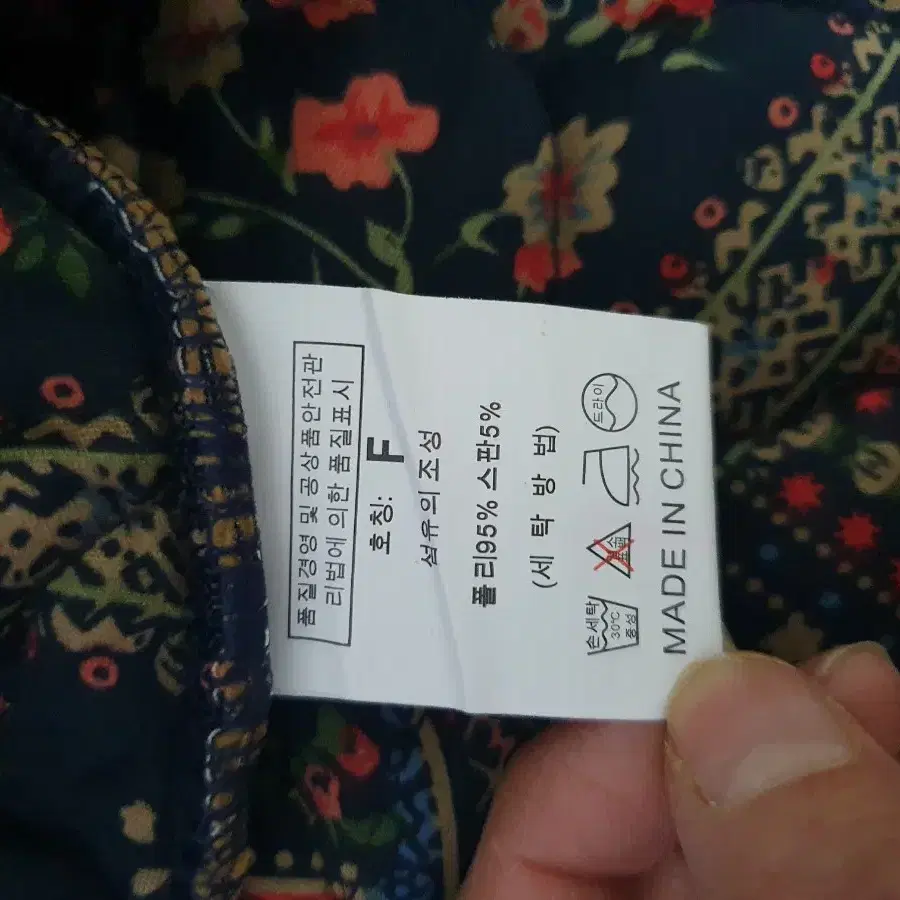 품질경영 및 공상품안전관
리법에 의한 품질표시
호칭: F
섬유의 조성
폴리95% 스판5%
(세 탁 방 법)
손세탁
30℃
중성
드라이
MADE IN CHINA